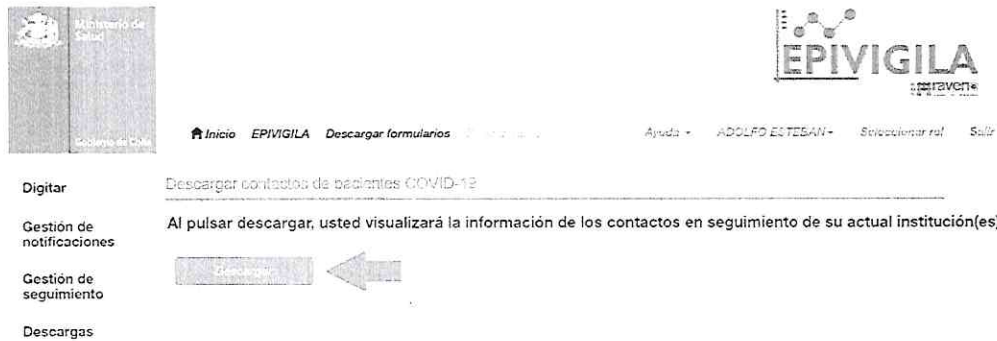 Ministerio de
Salud
Gobierno de Chile
EPIVIGILA
Inicio EPIVIGILA Descargar formularios
Ayuda ADOLFO ESTEBAN Seleccionar rol Salir
Digitar
Gestión de
notificaciones
Gestión de
seguimiento
Descargas
Descargar contactos de pacientes COVID-19
Al pulsar descargar, usted visualizará la información de los contactos en seguimiento de su actual institución(es)
Descargar